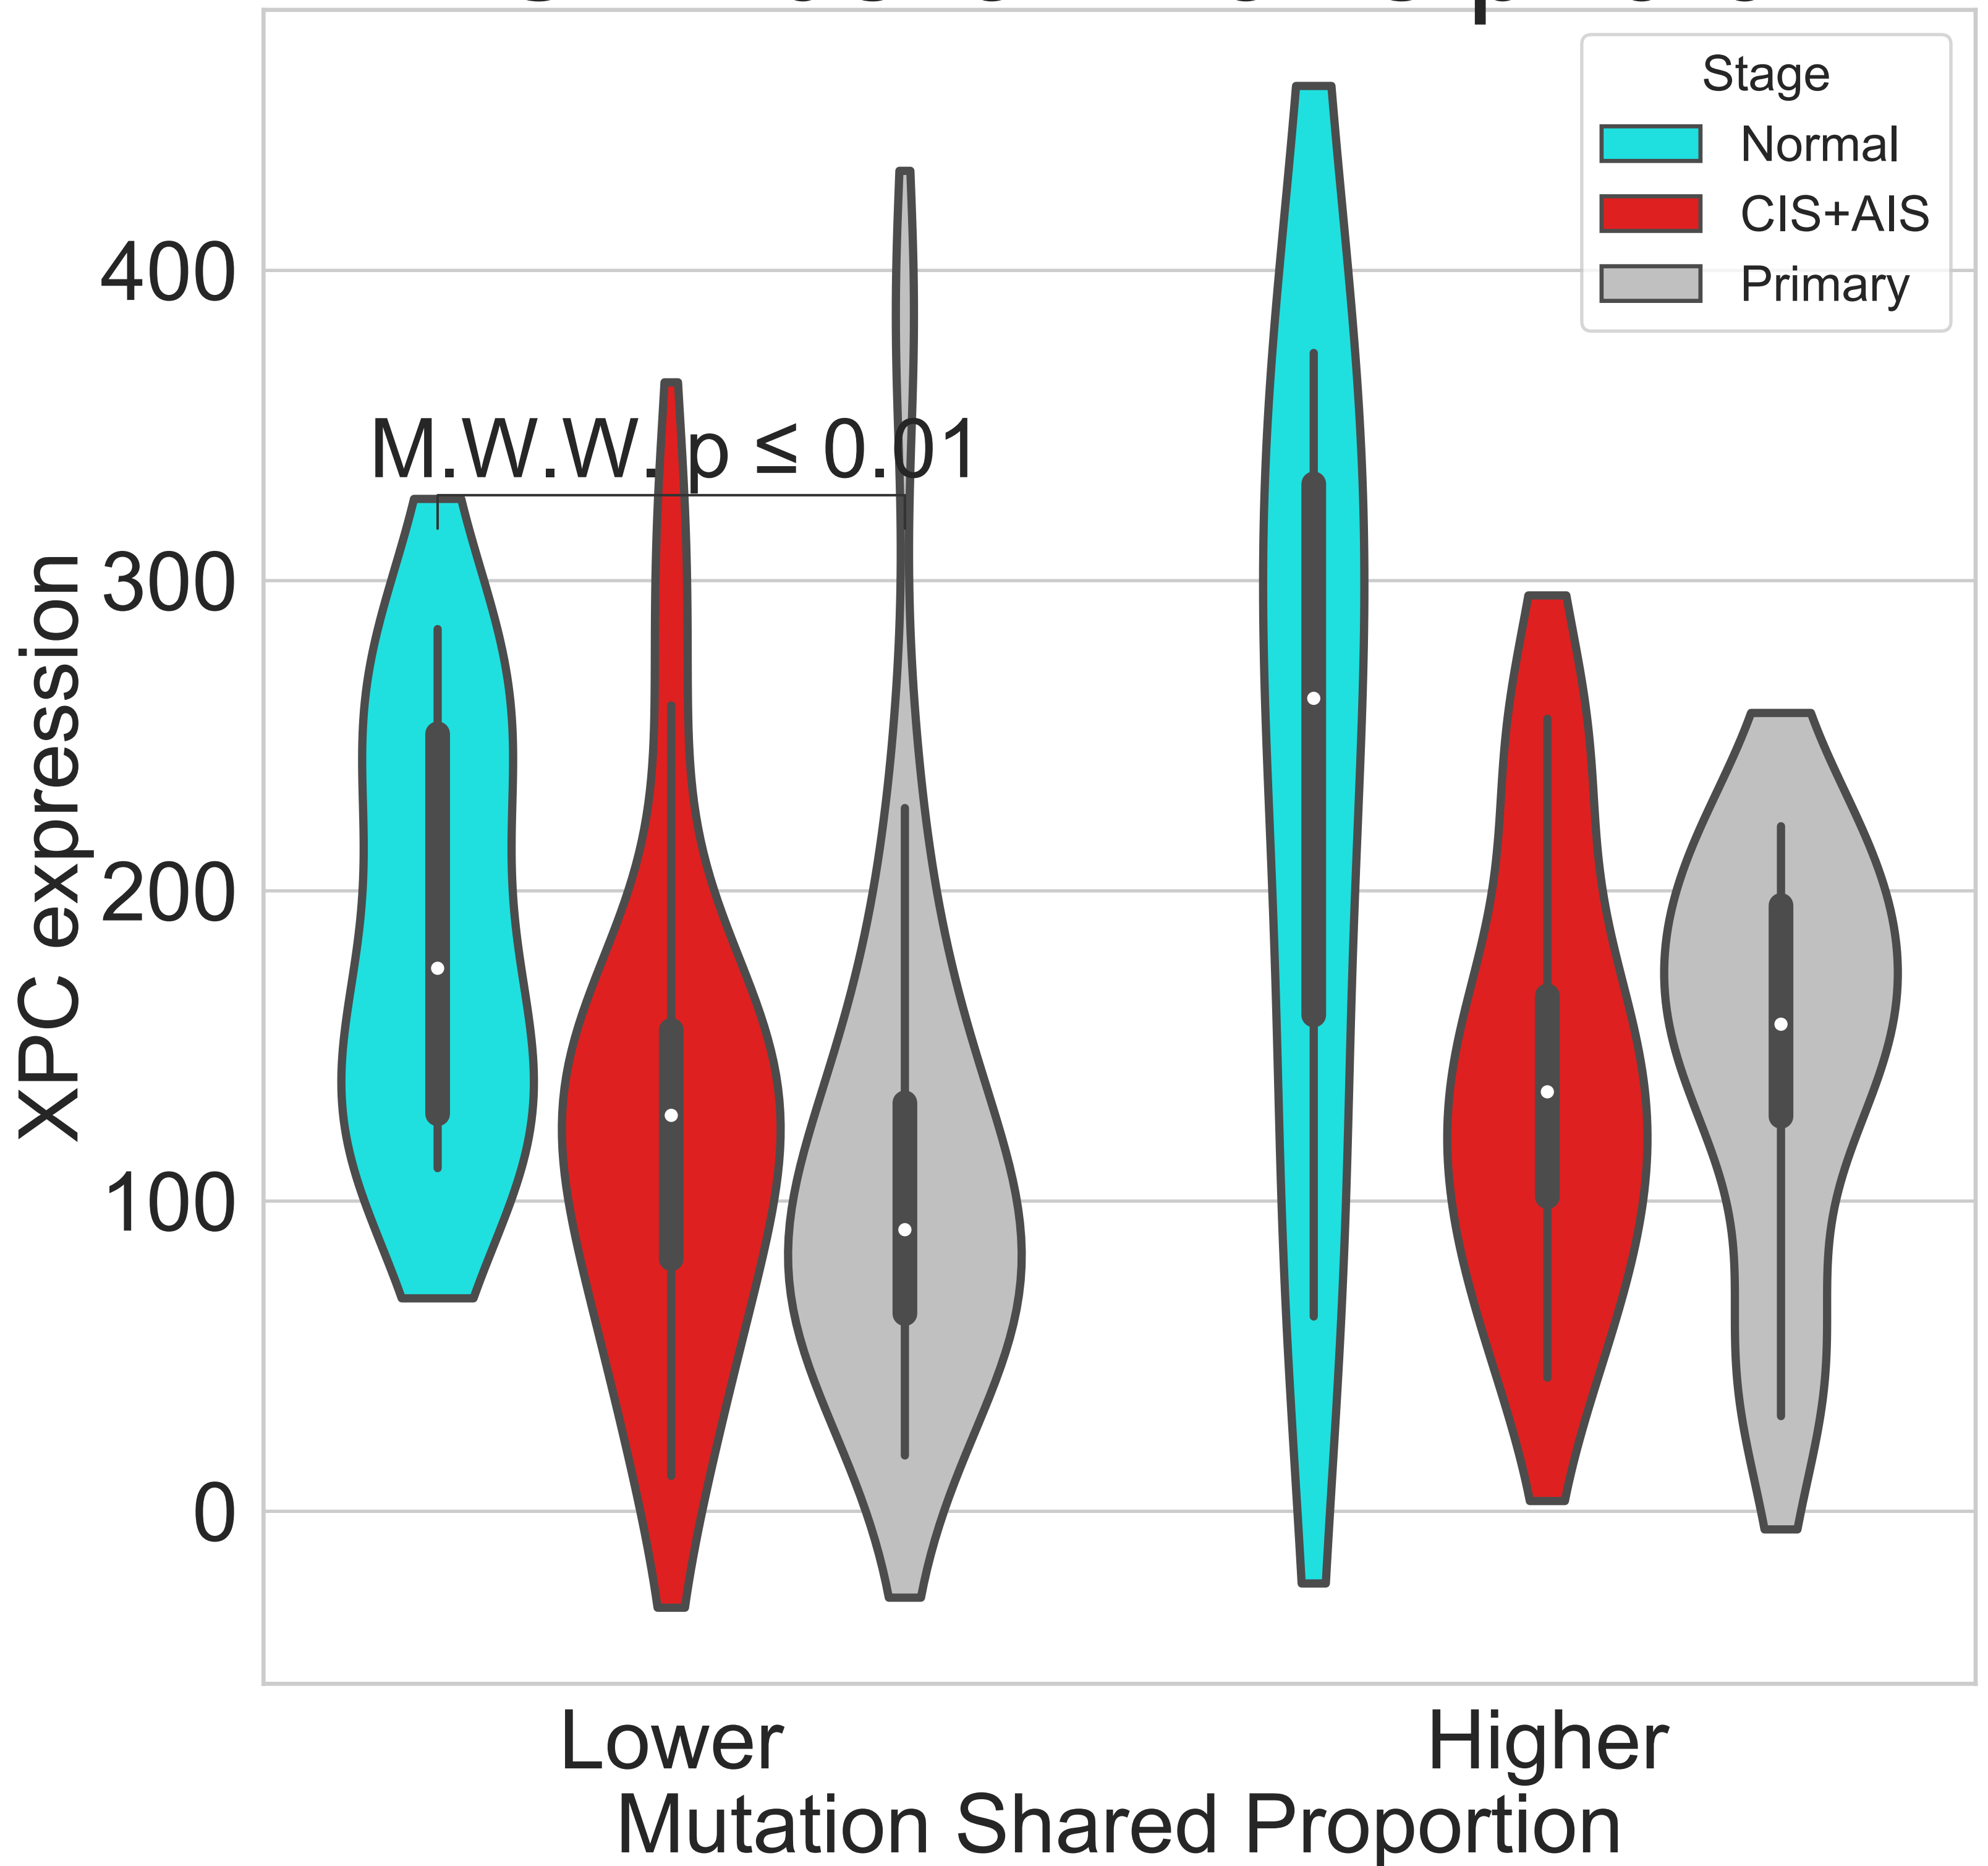 Stage
Normal
CIS+AIS
Primary
400
M.W.W. p ≤ 0.01
300
200
100
0
XPC expression
Lower
Higher
Mutation Shared Proportion